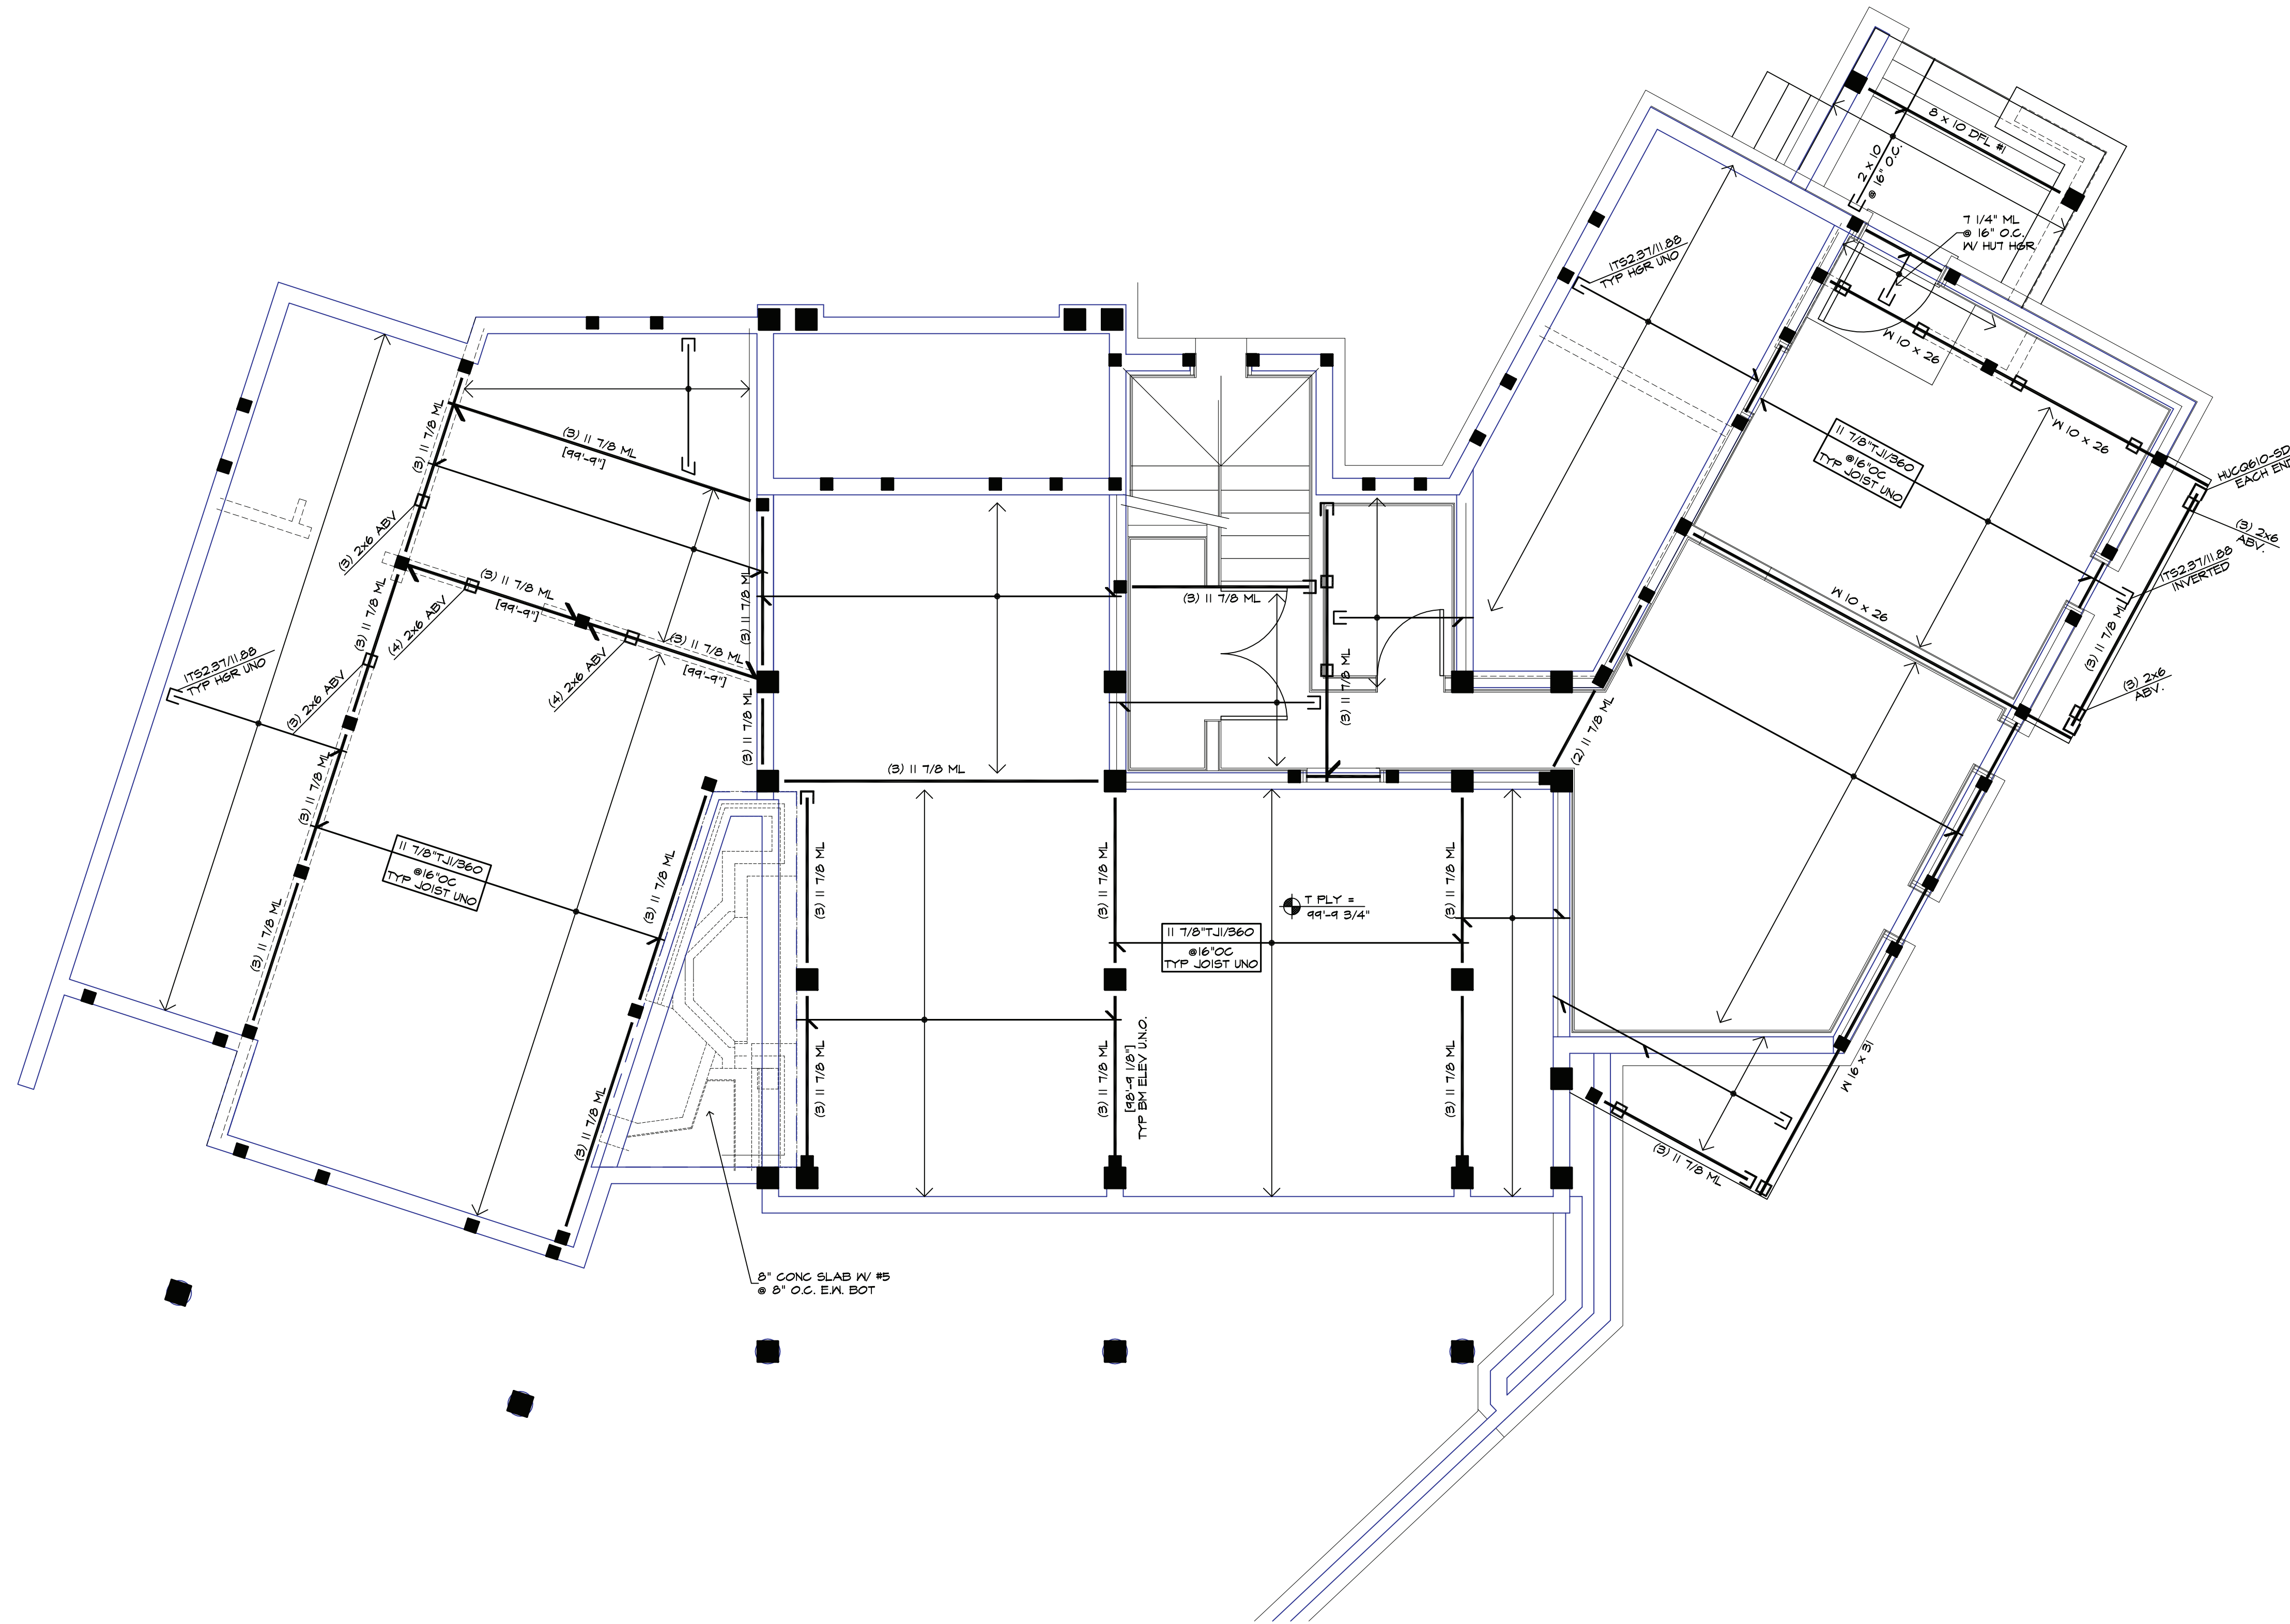 8 x 10 DFL #1
2 x 10
@ 16" O.C.
7 1/4" ML
@ 16" O.C.
W/ HUT HGR
ITS2.37/11.88
TYP HGR UNO
W 10 x 26
W 10 x 26
11 7/8"TJI/360
@16"OC
TYP JOIST UNO
HUCQ610-SD
EACH END
(3) 2x6
ABV.
ITS2.37/11.88
INVERTED
(3) 11 7/8 ML
(3) 2x6
ABV.
W 10 x 26
(3) 11 7/8 ML
(3) 11 7/8 ML
[99'-9"]
(3) 2x6 ABV
(3) 11 7/8 ML
[99'-9"]
(4) 2x6 ABV
(3) 11 7/8 ML
(3) 11 7/8 ML
[99'-9"]
(4) 2x6 ABV
(3) 11 7/8 ML
(3) 11 7/8 ML
(3) 11 7/8 ML
ITS2.37/11.88
TYP HGR UNO
(3) 2x6 ABV
(3) 11 7/8 ML
(3) 11 7/8 ML
(2) 11 7/8 ML
(3) 11 7/8 ML
(3) 11 7/8 ML
11 7/8"TJI/360
@16"OC
TYP JOIST UNO
(3) 11 7/8 ML
(3) 11 7/8 ML
(3) 11 7/8 ML
(3) 11 7/8 ML
T PLY =
99'-9 3/4"
11 7/8"TJI/360
@16"OC
TYP JOIST UNO
(3) 11 7/8 ML
(3) 11 7/8 ML
(3) 11 7/8 ML
(3) 11 7/8 ML
[98'-9 1/8"]
TYP BM ELEV U.N.O.
(3) 11 7/8 ML
W 16 x 31
(3) 11 7/8 ML
8" CONC SLAB W/ #5
@ 8" O.C. E.W. BOT